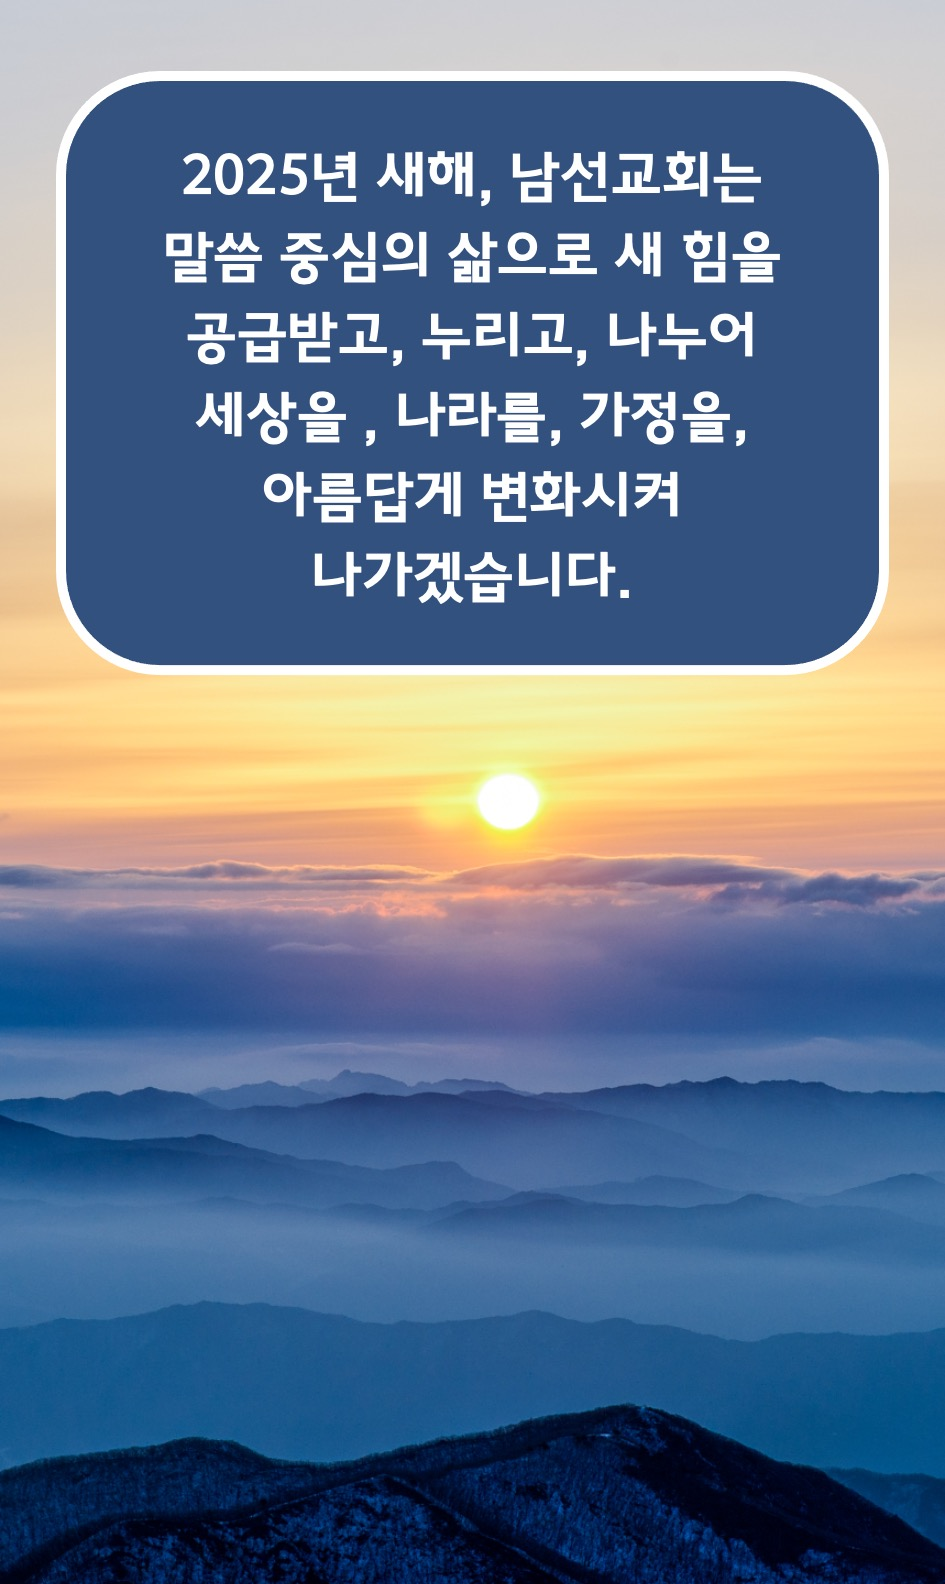 2025년 새해, 남선교회는
말씀 중심의 삶으로 새 힘을
공급받고, 누리고, 나누어
세상을 , 나라를, 가정을,
아름답게 변화시켜
나가겠습니다.